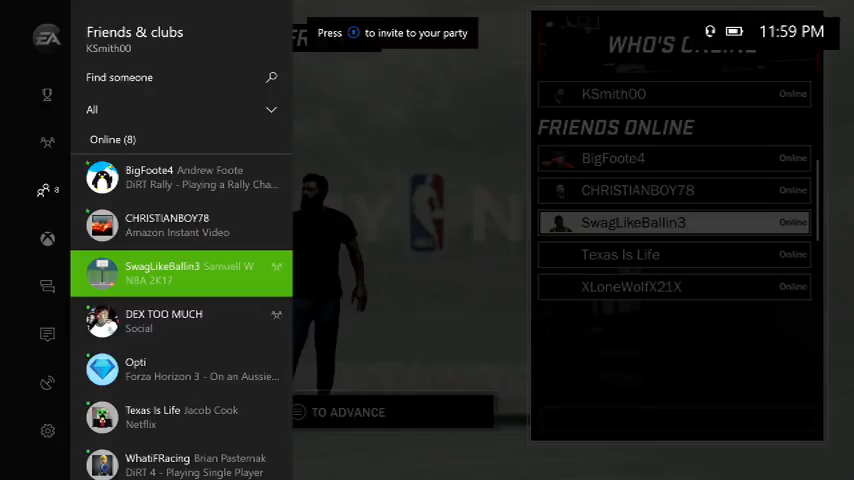 EA
Friends & clubs
KSmith00
Find someone
All
Online (8)
BigFoote4 Andrew Foote
DiRT Rally - Playing a Rally Cha...
CHRISTIANBOY78
Amazon Instant Video
SwagLikeBallin3 Samuell W
NBA 2K17
DEX TOO MUCH
Social
Opti
Forza Horizon 3 - On an Aussie...
Texas Is Life Jacob Cook
Netflix
WhatiFRacing Brian Pasternak
DiRT 4 - Playing Single Player
8
Press X to invite to your party
11:59 PM
WHO'S ONLINE
KSmith00 Online
FRIENDS ONLINE
BigFoote4 Online
CHRISTIANBOY78 Online
SwagLikeBallin3 Online
Texas Is Life Online
XLoneWolfX21X Online
TO ADVANCE